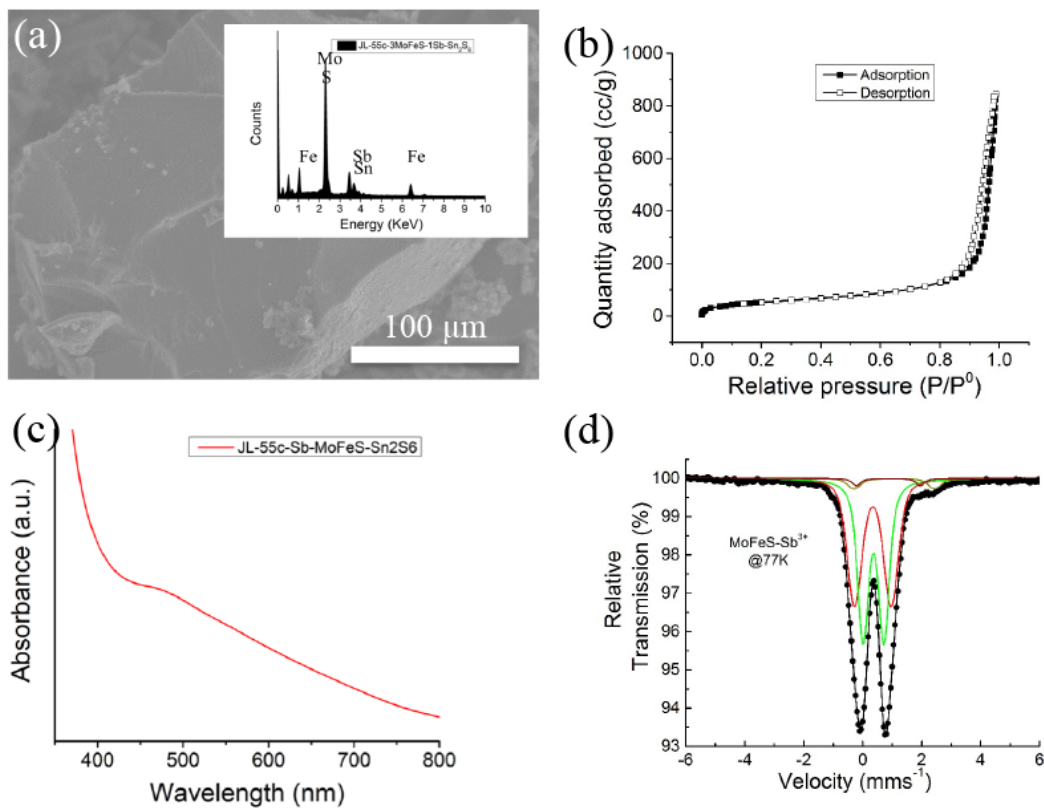 (a)
JL-55c-3MoFeS-1Sb-Sn2S6
Mo
S
Fe
Sb
Sn
Fe
Counts
0 1 2 3 4 5 6 7 8 9 10
Energy (KeV)
100 µm
(b)
Adsorption
Desorption
1000
800
600
400
200
0
Quantity adsorbed (cc/g)
0.0 0.2 0.4 0.6 0.8 1.0
Relative pressure (P/P⁰)
(c)
JL-55c-Sb-MoFeS-Sn2S6
Absorbance (a.u.)
400 500 600 700 800
Wavelength (nm)
(d)
100
99
98
97
96
95
94
93
Relative
Transmission (%)
MoFeS-Sb³⁺
@77K
-6 -4 -2 0 2 4 6
Velocity (mms⁻¹)